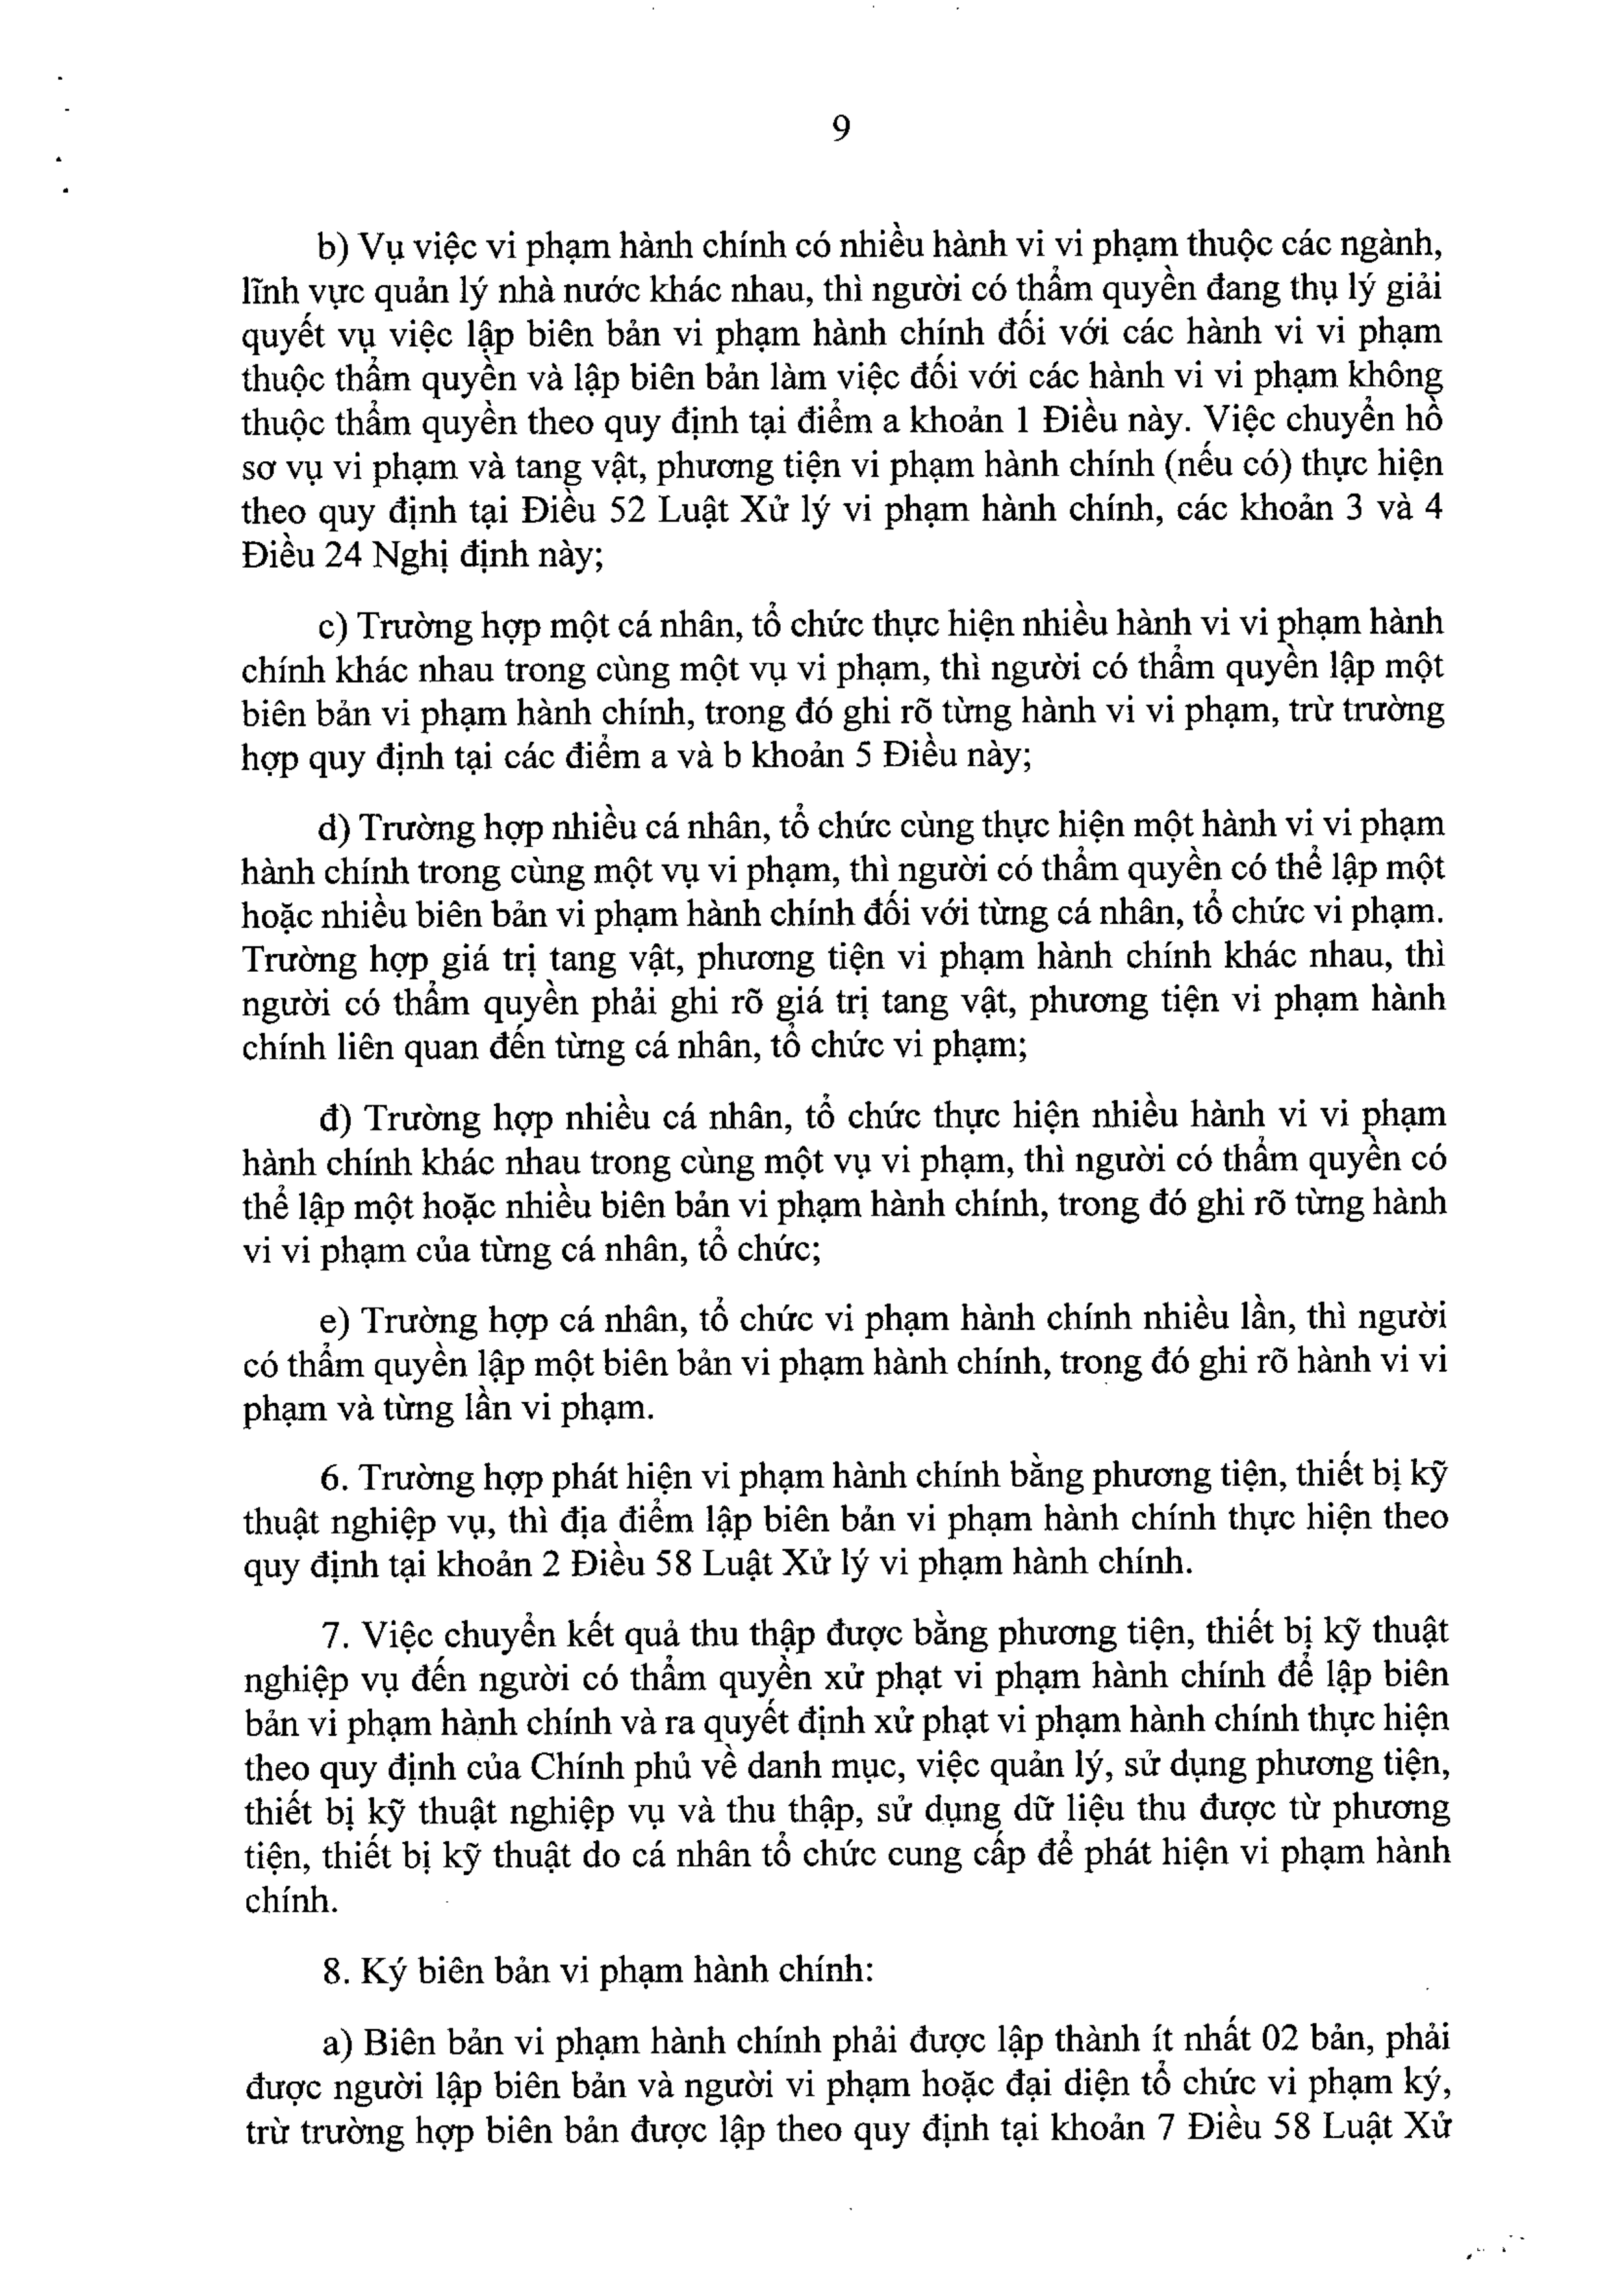 9
b) Vụ việc vi phạm hành chính có nhiều hành vi vi phạm thuộc các ngành,
lĩnh vực quản lý nhà nước khác nhau, thì người có thẩm quyền đang thụ lý giải
quyết vụ việc lập biên bản vi phạm hành chính đối với các hành vi vi phạm
thuộc thẩm quyền và lập biên bản làm việc đối với các hành vi vi phạm không
thuộc thẩm quyền theo quy định tại điểm a khoản 1 Điều này. Việc chuyển hồ
sơ vụ vi phạm và tang vật, phương tiện vi phạm hành chính (nếu có) thực hiện
theo quy định tại Điều 52 Luật Xử lý vi phạm hành chính, các khoản 3 và 4
Điều 24 Nghị định này;
c) Trường hợp một cá nhân, tổ chức thực hiện nhiều hành vi vi phạm hành
chính khác nhau trong cùng một vụ vi phạm, thì người có thẩm quyền lập một
biên bản vi phạm hành chính, trong đó ghi rõ từng hành vi vi phạm, trừ trường
hợp quy định tại các điểm a và b khoản 5 Điều này;
d) Trường hợp nhiều cá nhân, tổ chức cùng thực hiện một hành vi vi phạm
hành chính trong cùng một vụ vi phạm, thì người có thẩm quyền có thể lập một
hoặc nhiều biên bản vi phạm hành chính đối với từng cá nhân, tổ chức vi phạm.
Trường hợp giá trị tang vật, phương tiện vi phạm hành chính khác nhau, thì
người có thẩm quyền phải ghi rõ giá trị tang vật, phương tiện vi phạm hành
chính liên quan đến từng cá nhân, tổ chức vi phạm;
đ) Trường hợp nhiều cá nhân, tổ chức thực hiện nhiều hành vi vi phạm
hành chính khác nhau trong cùng một vụ vi phạm, thì người có thẩm quyền có
thể lập một hoặc nhiều biên bản vi phạm hành chính, trong đó ghi rõ từng hành
vi vi phạm của từng cá nhân, tổ chức;
e) Trường hợp cá nhân, tổ chức vi phạm hành chính nhiều lần, thì người
có thẩm quyền lập một biên bản vi phạm hành chính, trong đó ghi rõ hành vi vi
phạm và từng lần vi phạm.
6. Trường hợp phát hiện vi phạm hành chính bằng phương tiện, thiết bị kỹ
thuật nghiệp vụ, thì địa điểm lập biên bản vi phạm hành chính thực hiện theo
quy định tại khoản 2 Điều 58 Luật Xử lý vi phạm hành chính.
7. Việc chuyển kết quả thu thập được bằng phương tiện, thiết bị kỹ thuật
nghiệp vụ đến người có thẩm quyền xử phạt vi phạm hành chính để lập biên
bản vi phạm hành chính và ra quyết định xử phạt vi phạm hành chính thực hiện
theo quy định của Chính phủ về danh mục, việc quản lý, sử dụng phương tiện,
thiết bị kỹ thuật nghiệp vụ và thu thập, sử dụng dữ liệu thu được từ phương
tiện, thiết bị kỹ thuật do cá nhân tổ chức cung cấp để phát hiện vi phạm hành
chính.
8. Ký biên bản vi phạm hành chính:
a) Biên bản vi phạm hành chính phải được lập thành ít nhất 02 bản, phải
được người lập biên bản và người vi phạm hoặc đại diện tổ chức vi phạm ký,
trừ trường hợp biên bản được lập theo quy định tại khoản 7 Điều 58 Luật Xử